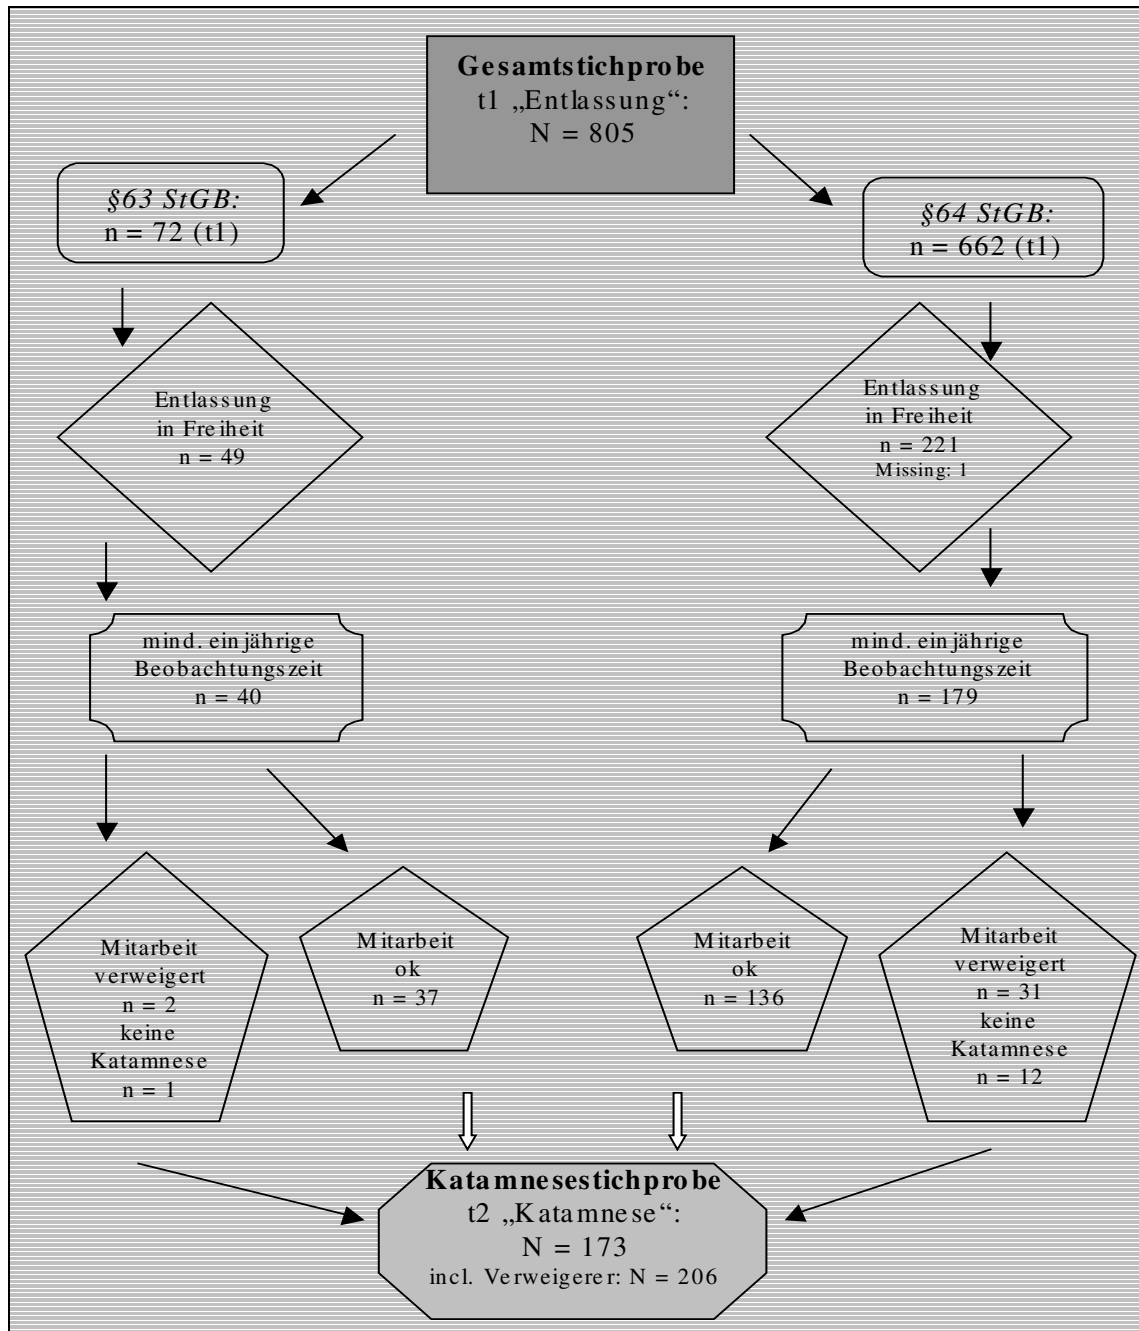 Gesamtstichprobe
t1 „Entlassung“:
N = 805
§63 StGB:
n = 72 (t1)
§64 StGB:
n = 662 (t1)
Entlassung
in Freiheit
n = 49
Entlassung
in Freiheit
n = 221
Missing: 1
mind. einjährige
Beobachtungszeit
n = 40
mind. einjährige
Beobachtungszeit
n = 179
Mitarbeit
verweigert
n = 2
keine
Katamnese
n = 1
Mitarbeit
ok
n = 37
Mitarbeit
ok
n = 136
Mitarbeit
verweigert
n = 31
keine
Katamnese
n = 12
Katamnesestichprobe
t2 „Katamnese“:
N = 173
incl. Verweigerer: N = 206